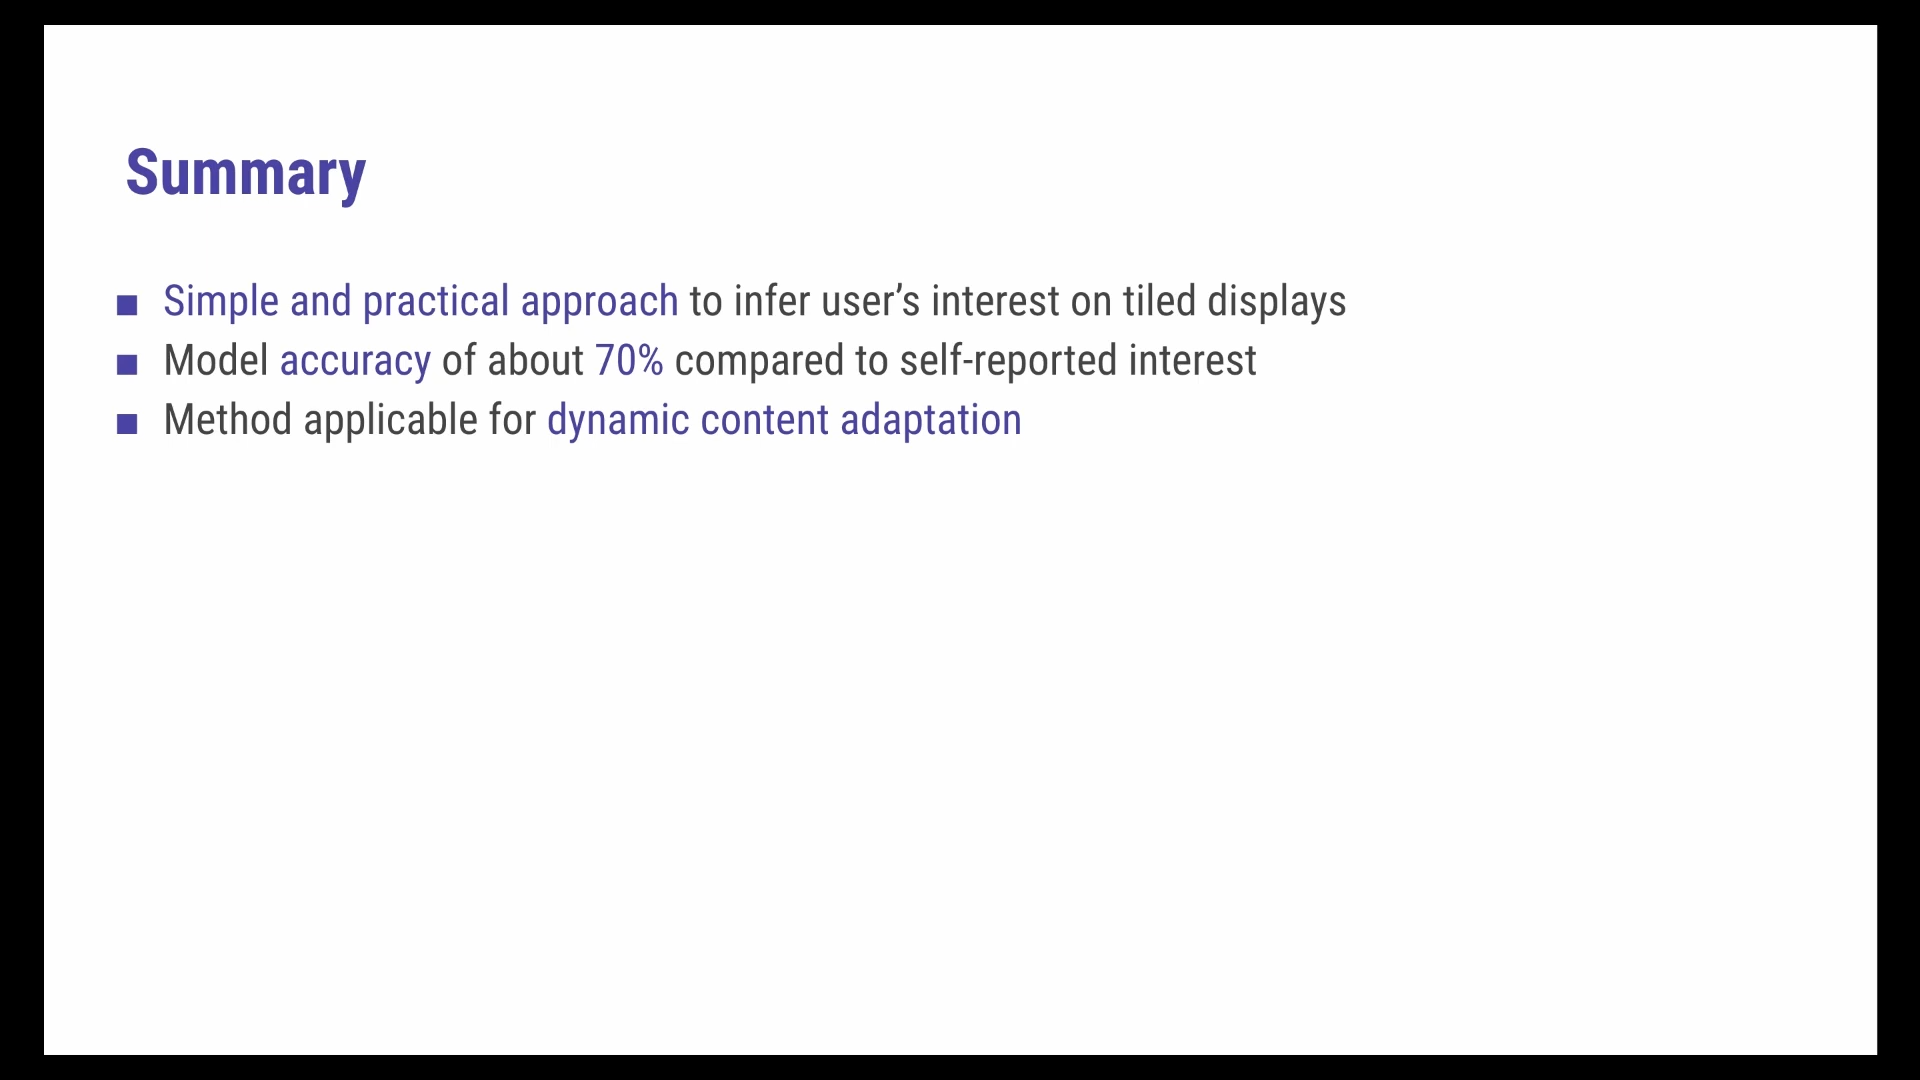 Summary
■ Simple and practical approach to infer user’s interest on tiled displays
■ Model accuracy of about 70% compared to self-reported interest
■ Method applicable for dynamic content adaptation